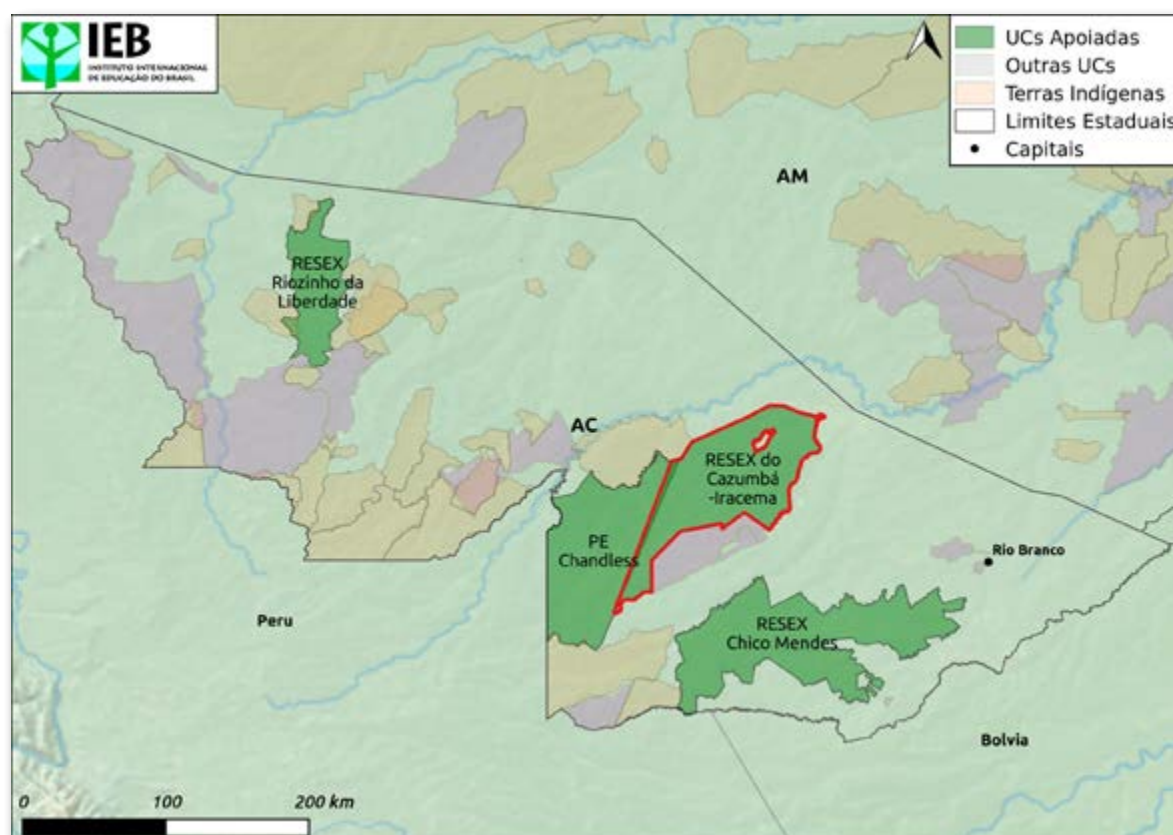 IEB
INSTITUTO INTERNACIONAL
DE EDUCAÇÃO DO BRASIL
UCs Apoiadas
Outras UCs
Terras Indígenas
Limites Estaduais
Capitais
AM
RESEX
Riozinho da
Liberdade
AC
RESEX do
Cazumbá
-Iracema
PE
Chandless
Rio Branco
Peru
RESEX
Chico Mendes
Bolvia
0 100 200 km